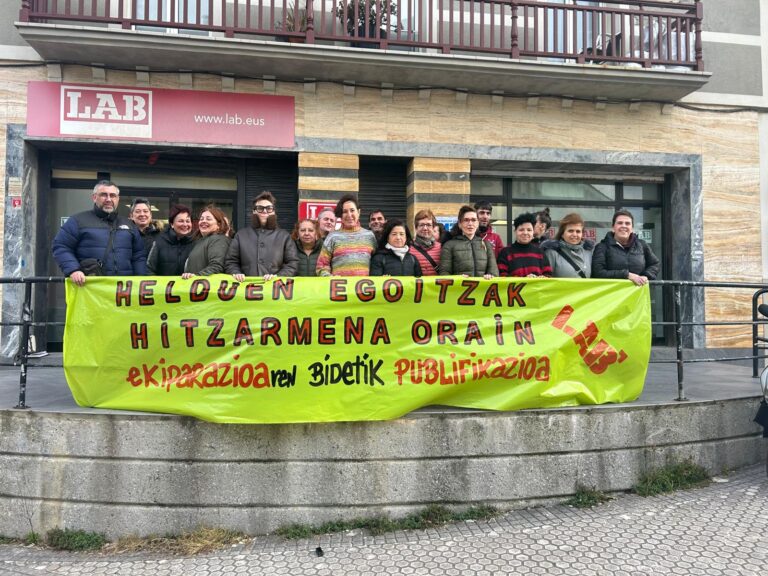 LAB
www.lab.eus
HELDUEN EGOITZAK
HITZARMENA ORAIN
EKIPARAZIOAREN BIDETIK PUBLIFIKAZIOA
LAB